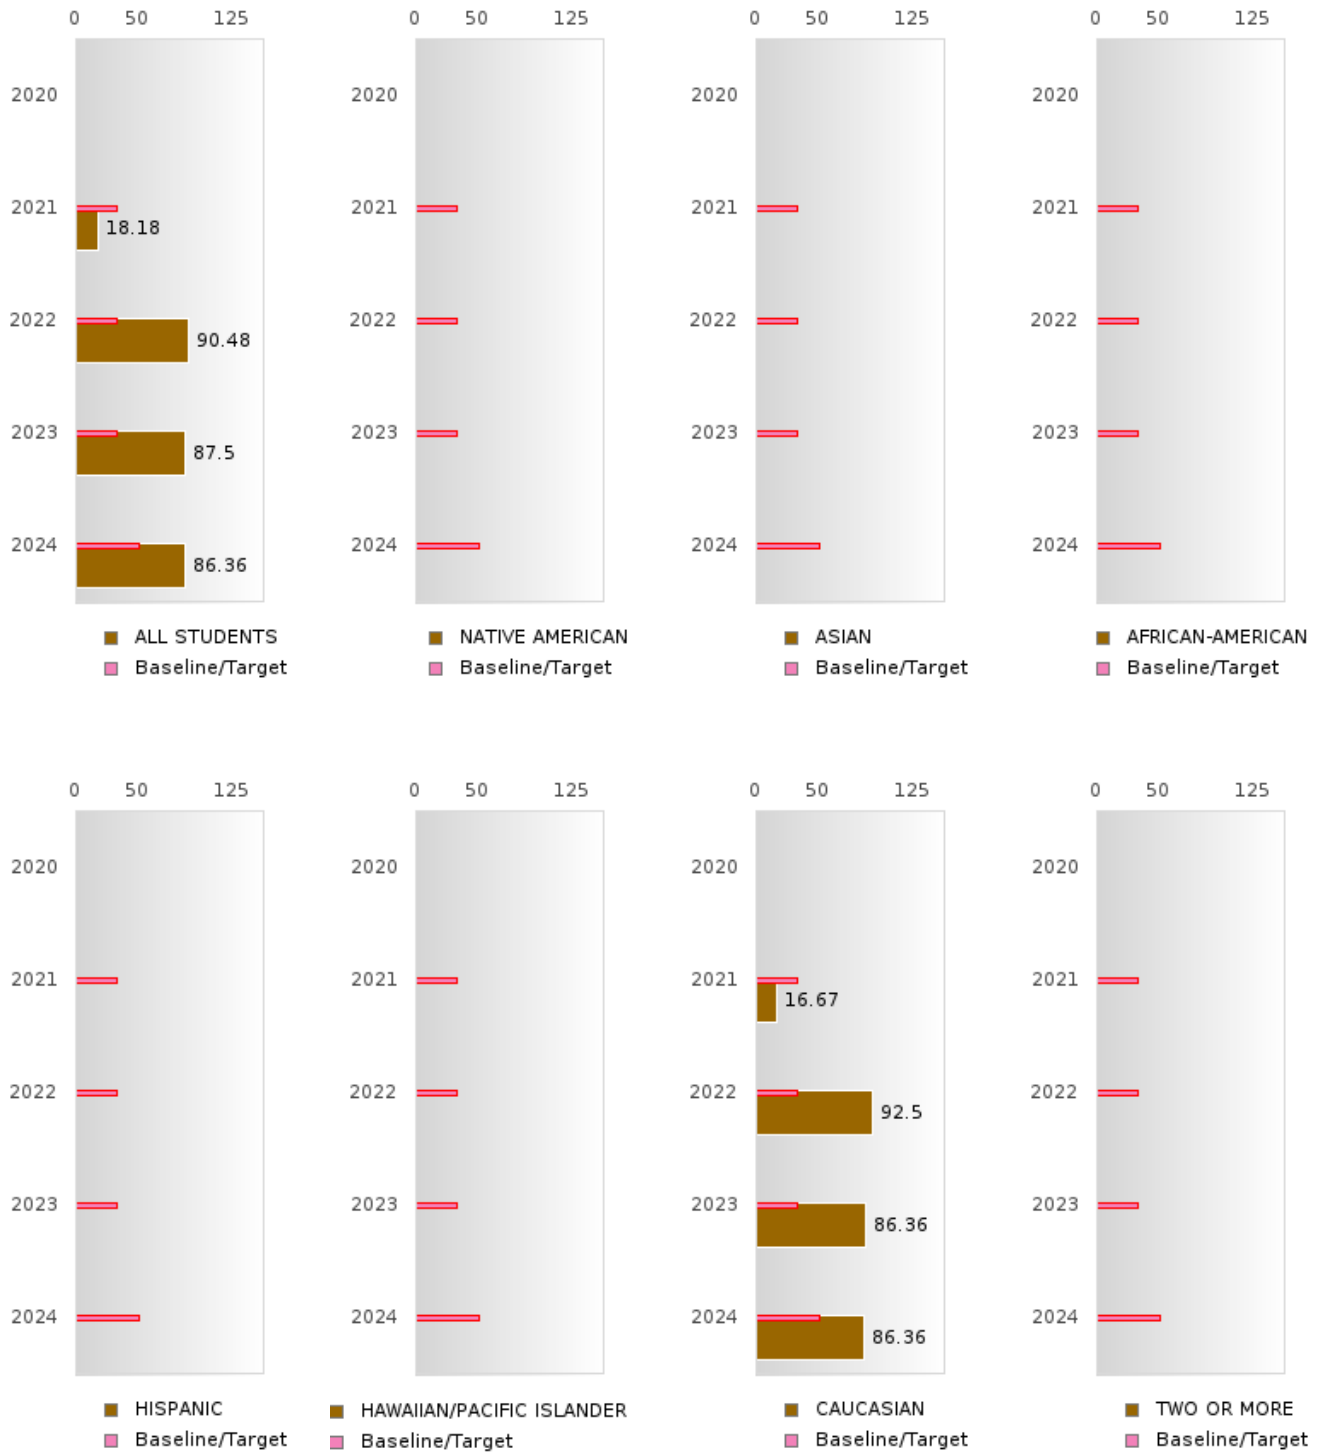 0 50 125 0 50 125 0 50 125 0 50 125
2020 2020 2020 2020
2021 18.18 2021 2021 2021
2022 90.48 2022 2022 2022
2023 87.5 2023 2023 2023
2024 86.36 2024 2024 2024
ALL STUDENTS NATIVE AMERICAN ASIAN AFRICAN-AMERICAN
Baseline/Target Baseline/Target Baseline/Target Baseline/Target
0 50 125 0 50 125 0 50 125 0 50 125
2020 2020 2020 2020
2021 2021 2021 16.67 2021
2022 2022 2022 92.5 2022
2023 2023 2023 86.36 2023
2024 2024 2024 86.36 2024
HISPANIC HAWAIIAN/PACIFIC ISLANDER CAUCASIAN TWO OR MORE
Baseline/Target Baseline/Target Baseline/Target Baseline/Target